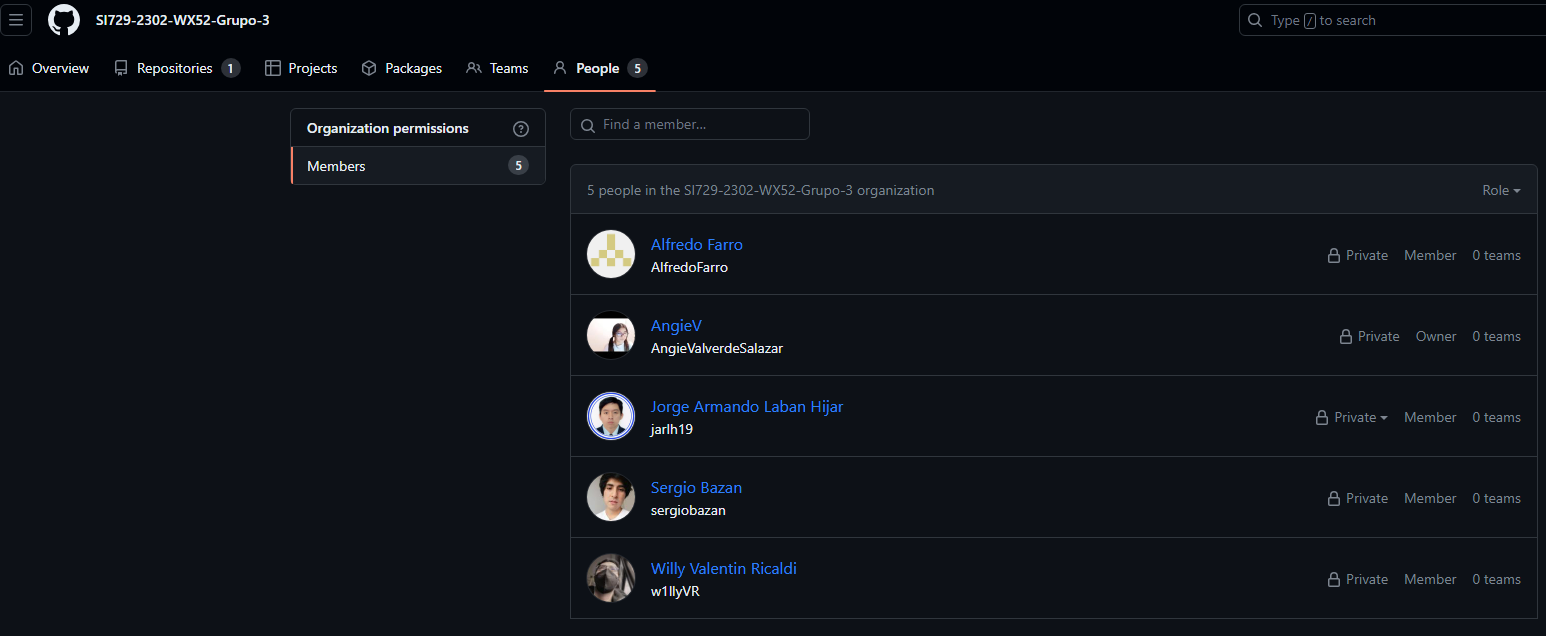 SI729-2302-WX52-Grupo-3
Type / to search
Overview Repositories 1 Projects Packages Teams People 5
Organization permissions
Members 5
Find a member...
5 people in the SI729-2302-WX52-Grupo-3 organization Role
Alfredo Farro
AlfredoFarro
Private Member 0 teams
AngieV
AngieValverdeSalazar
Private Owner 0 teams
Jorge Armando Laban Hijar
jarlh19
Private Member 0 teams
Sergio Bazan
sergiobazan
Private Member 0 teams
Willy Valentin Ricaldi
w1llyVR
Private Member 0 teams